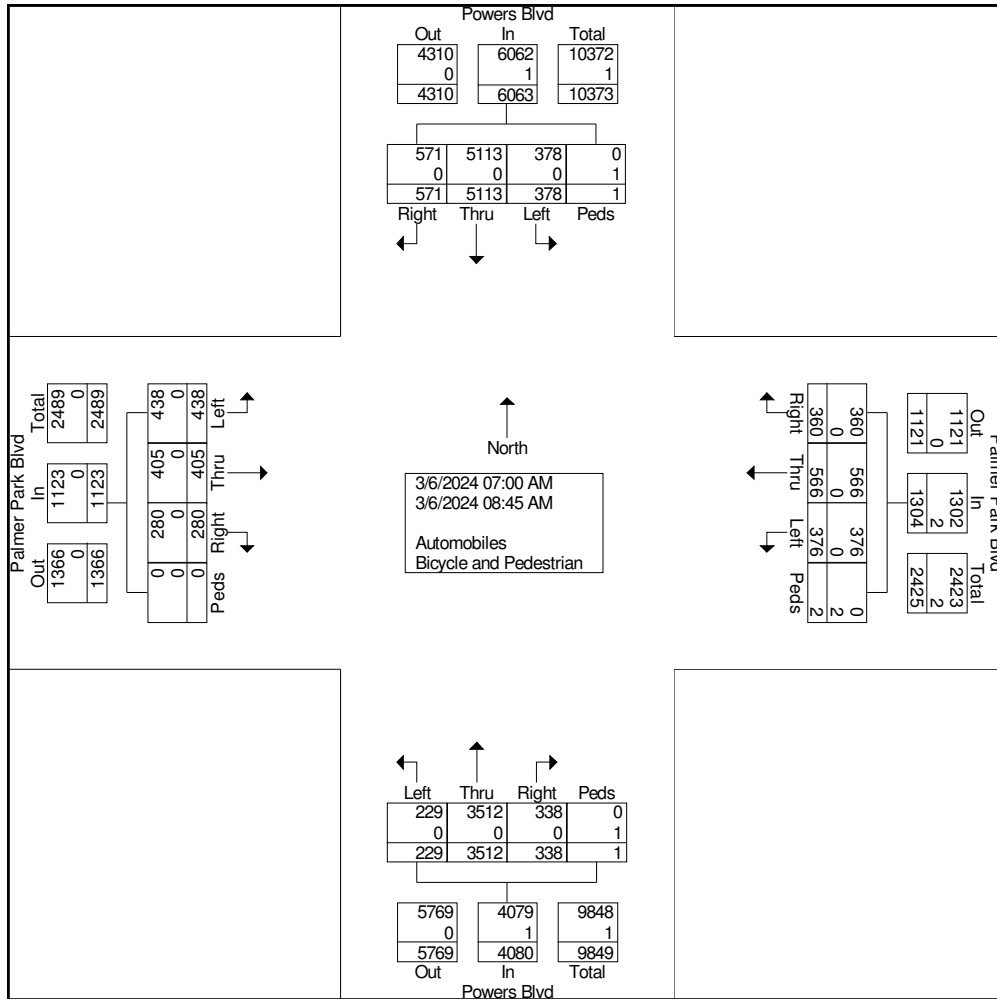 Powers Blvd
Out In Total
4310 6062 10372
0 1 1
4310 6063 10373
571 5113 378 0
0 0 0 1
571 5113 378 1
Right Thru Left Peds
Palmer Park Blvd
Total In Out
2489 1123 1366
0 0 0
2489 1123 1366
438 405 280 0
0 0 0 0
438 405 280 0
Left Thru Right Peds
North
3/6/2024 07:00 AM
3/6/2024 08:45 AM
Automobiles
Bicycle and Pedestrian
Palmer Park Blvd
Out In Total
1121 1302 2423
0 2 2
1121 1304 2425
360 566 376 0
0 0 0 2
360 566 376 2
Right Thru Left Peds
Left Thru Right Peds
229 3512 338 0
0 0 0 1
229 3512 338 1
5769 4079 9848
0 1 1
5769 4080 9849
Out In Total
Powers Blvd